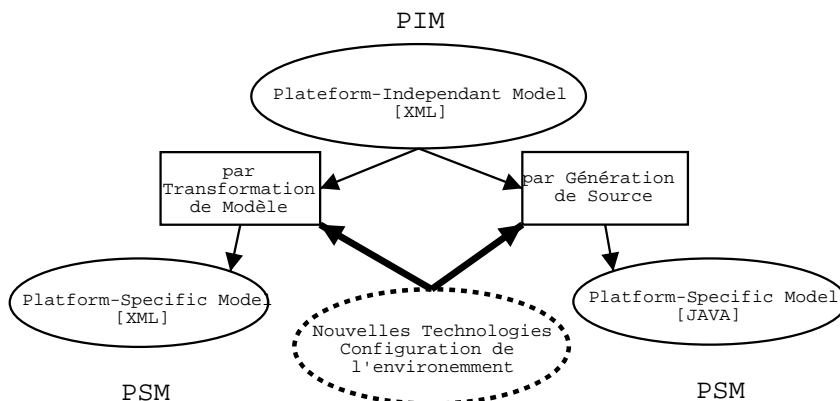 PIM
Plateform-Independant Model
[XML]
par
Transformation
de Modèle
par Génération
de Source
Platform-Specific Model
[XML]
Nouvelles Technologies
Configuration de
l'environemment
Platform-Specific Model
[JAVA]
PSM
PSM